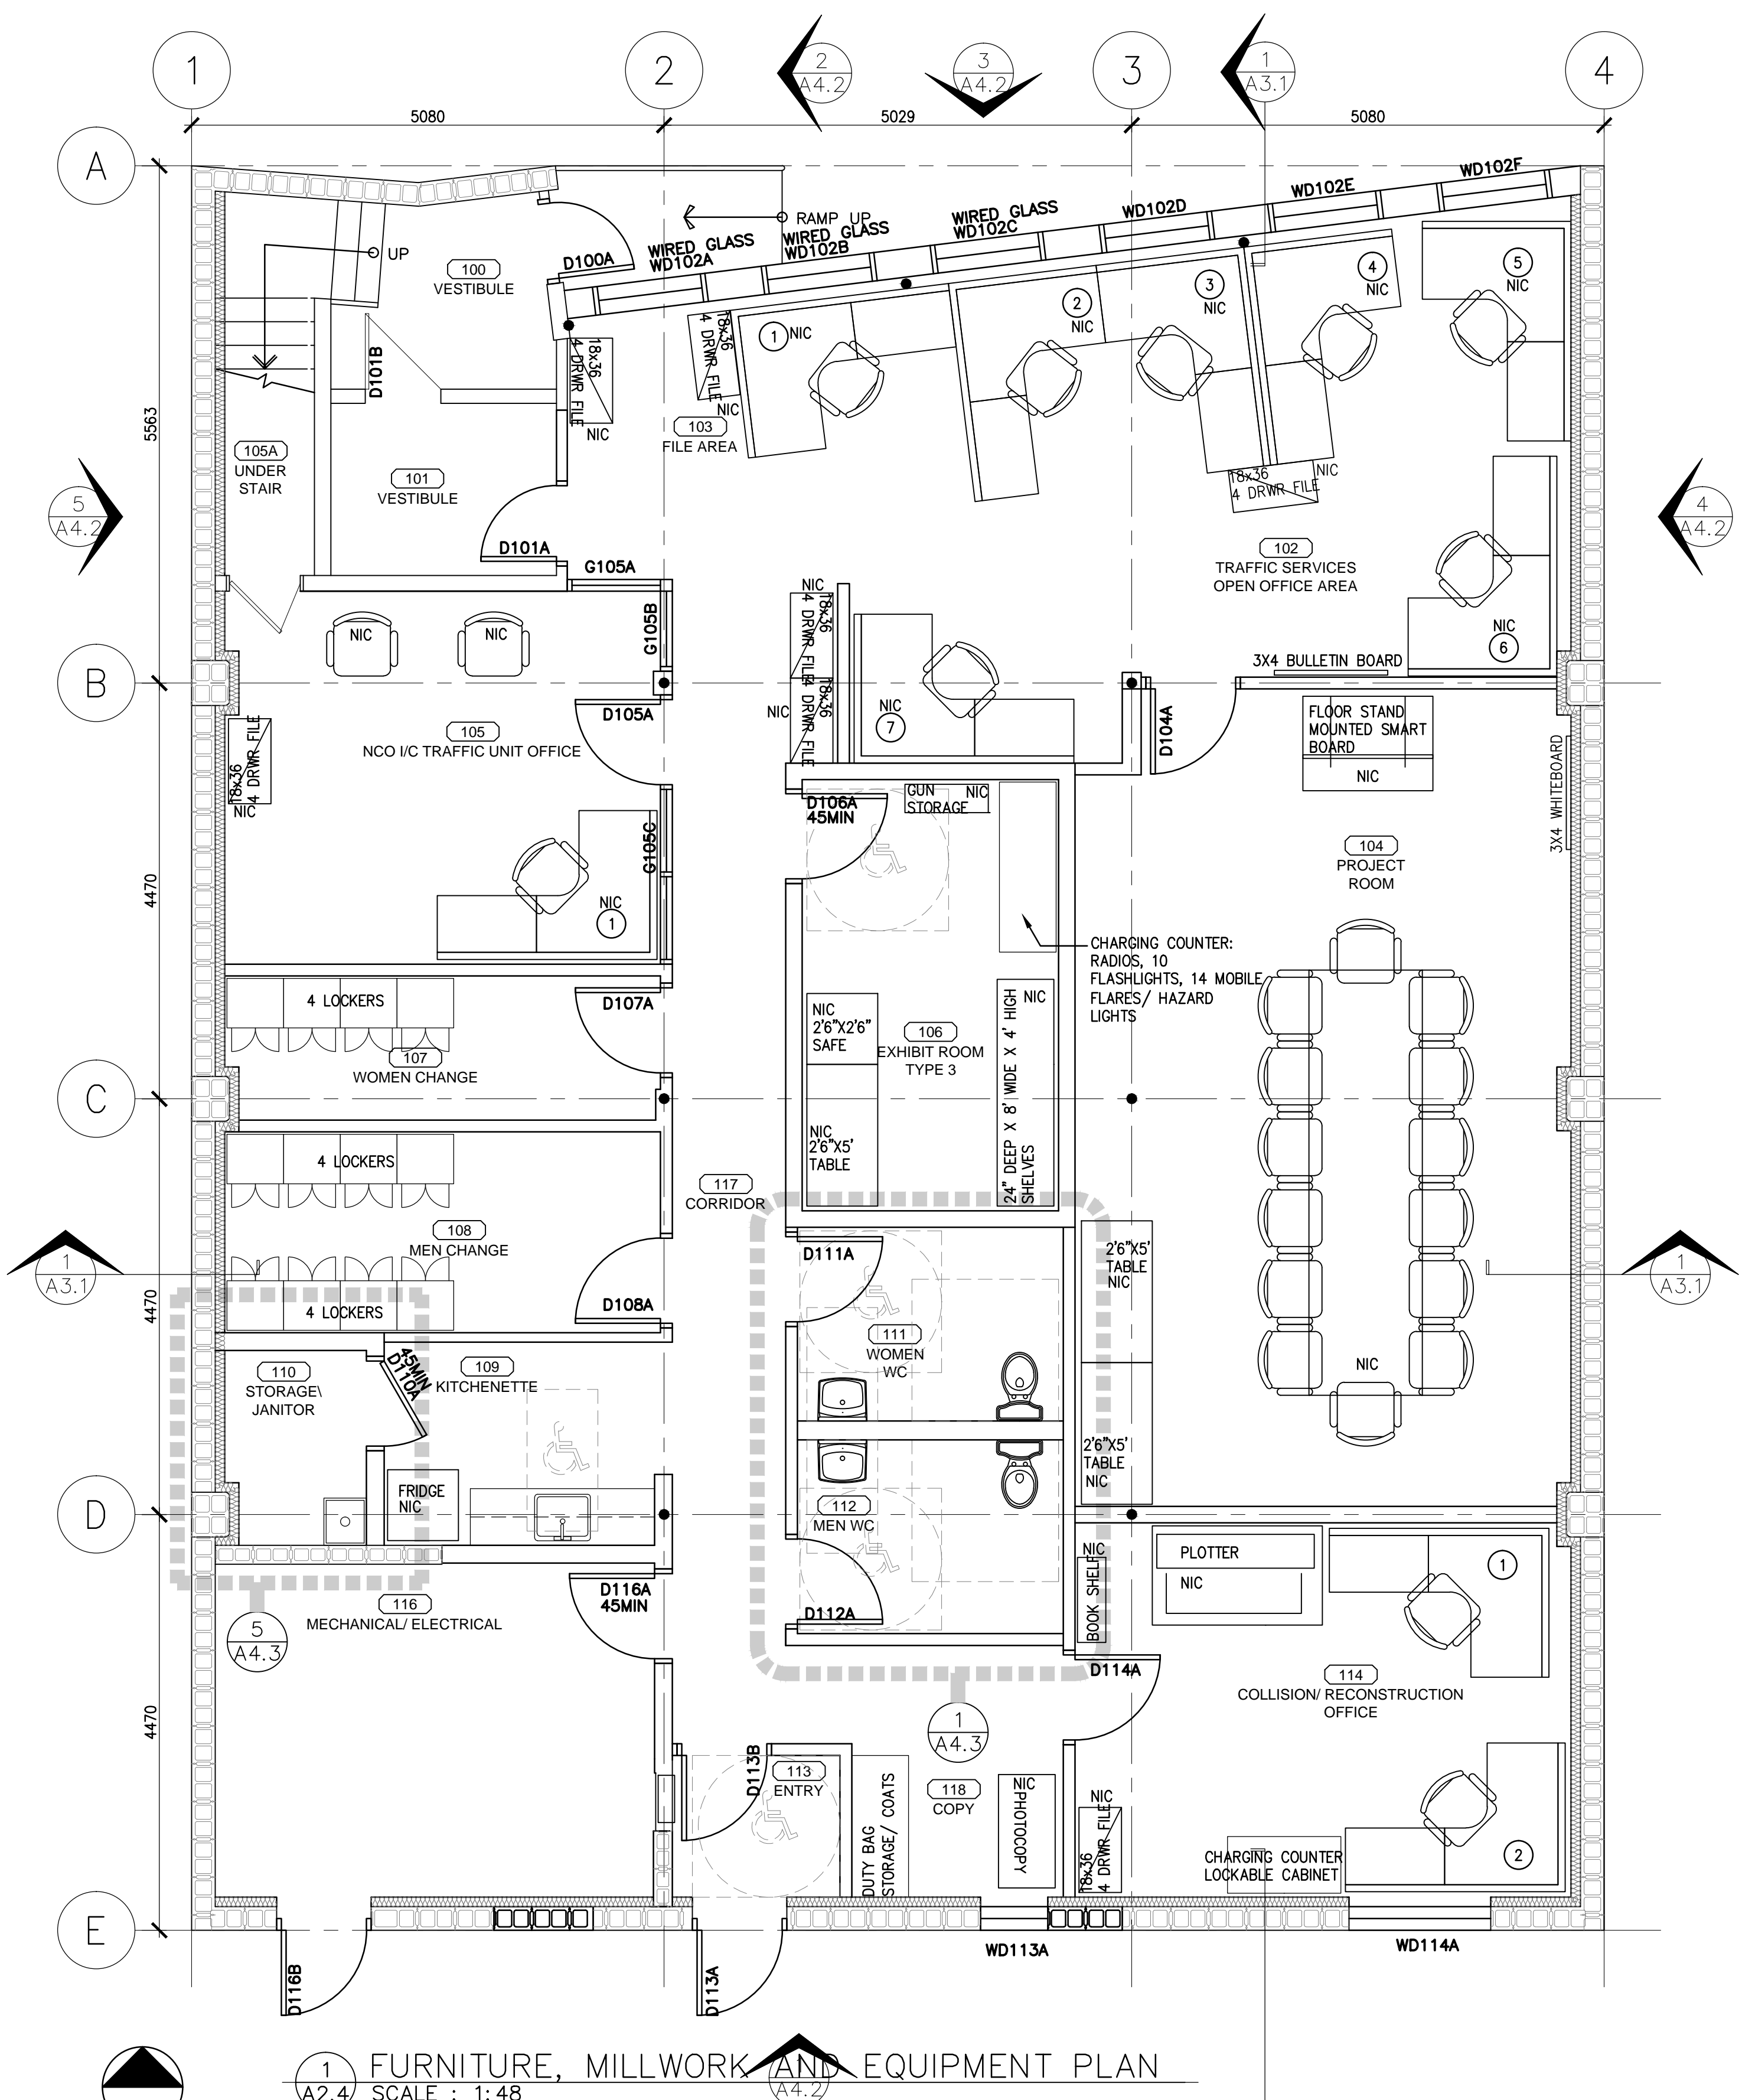 1
2
3
4
2
A4.2
3
A4.2
1
A3.1
5080
5029
5080
A
B
C
D
E
5563
4470
4470
4470
WD102F
WD102E
WD102D
WIRED GLASS
WD102C
WIRED GLASS
WD102B
WIRED GLASS
WD102A
RAMP UP
UP
D100A
100
VESTIBULE
D101B
18x36
4 DRWR FILE
NIC
18x36
4 DRWR FILE
NIC
103
FILE AREA
1
NIC
2
NIC
3
NIC
4
NIC
5
NIC
18x36
4 DRWR FILE
NIC
105A
UNDER
STAIR
101
VESTIBULE
D101A
G105A
5
A4.2
4
A4.2
102
TRAFFIC SERVICES
OPEN OFFICE AREA
NIC
6
3X4 BULLETIN BOARD
NIC
NIC
G105B
NIC
18x36
4 DRWR FILE
NIC
18x36
4 DRWR FILE
NIC
7
D105A
105
NCO I/C TRAFFIC UNIT OFFICE
18x36
4 DRWR FILE
NIC
D104A
FLOOR STAND
MOUNTED SMART
BOARD
NIC
3X4 WHITEBOARD
D106A
45MIN
GUN
STORAGE
NIC
G105C
NIC
1
104
PROJECT
ROOM
CHARGING COUNTER:
RADIOS, 10
FLASHLIGHTS, 14 MOBILE
FLARES/ HAZARD
LIGHTS
4 LOCKERS
D107A
107
WOMEN CHANGE
NIC
2'6"X2'6"
SAFE
106
EXHIBIT ROOM
TYPE 3
NIC
24" DEEP X 8' WIDE X 4' HIGH
SHELVES
NIC
2'6"X5'
TABLE
4 LOCKERS
117
CORRIDOR
108
MEN CHANGE
1
A3.1
1
A3.1
4 LOCKERS
D108A
D111A
2'6"X5'
TABLE
NIC
111
WOMEN
WC
NIC
110
STORAGE\
JANITOR
45MIN
D110A
109
KITCHENETTE
2'6"X5'
TABLE
NIC
FRIDGE
NIC
112
MEN WC
D112A
NIC
BOOK SHELF
PLOTTER
NIC
1
116
MECHANICAL/ ELECTRICAL
D116A
45MIN
5
A4.3
D114A
114
COLLISION/ RECONSTRUCTION
OFFICE
1
A4.3
D113B
113
ENTRY
DUTY BAG
STORAGE/ COATS
118
COPY
NIC
PHOTOCOPY
NIC
18x36
4 DRWR FILE
CHARGING COUNTER
LOCKABLE CABINET
2
WD113A
WD114A
D116B
D113A
1
A2.4
FURNITURE, MILLWORK AND EQUIPMENT PLAN
SCALE : 1:48
A4.2